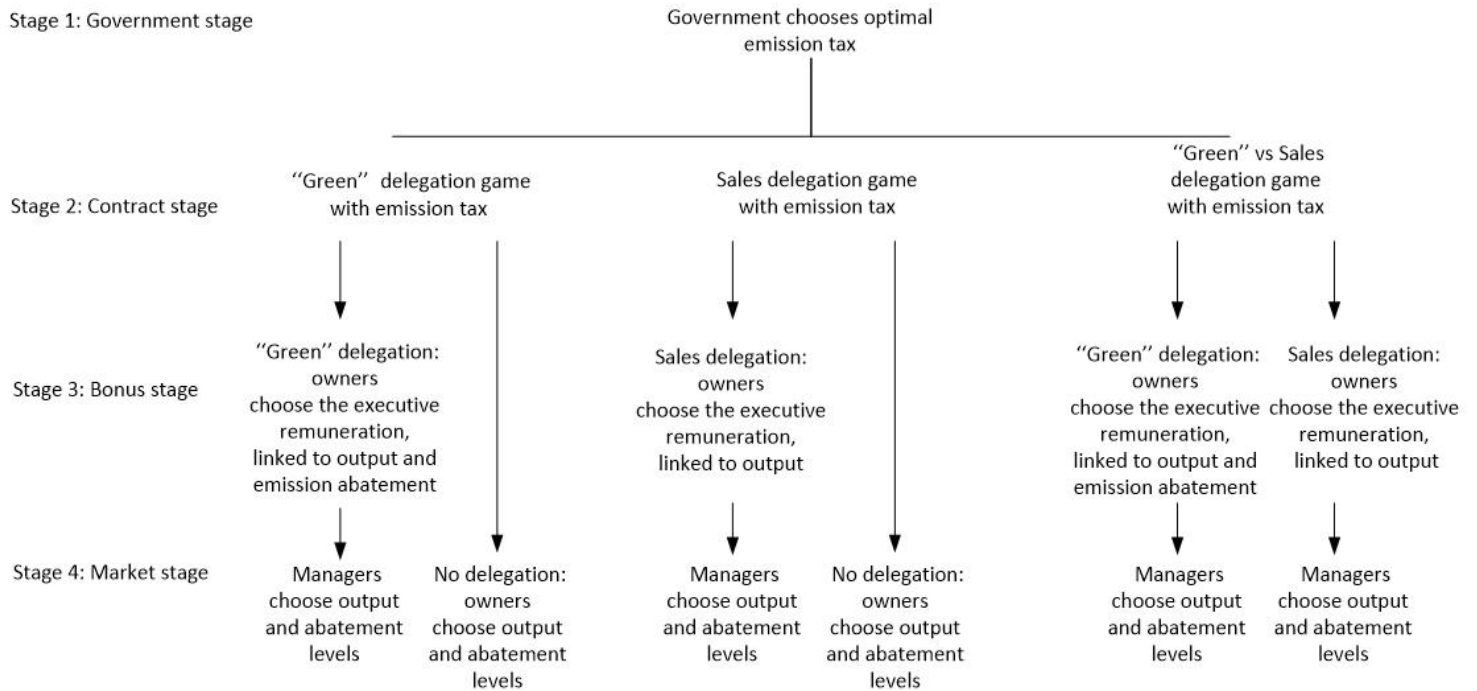 Stage 1: Government stage
Government chooses optimal
emission tax
Stage 2: Contract stage
“Green” delegation game
with emission tax
Sales delegation game
with emission tax
“Green” vs Sales
delegation game
with emission tax
Stage 3: Bonus stage
“Green” delegation:
owners
choose the executive
remuneration,
linked to output and
emission abatement
Sales delegation:
owners
choose the executive
remuneration,
linked to output
“Green” delegation:
owners
choose the executive
remuneration,
linked to output and
emission abatement
Sales delegation:
owners
choose the executive
remuneration,
linked to output
Stage 4: Market stage
Managers
choose output
and abatement
levels
No delegation:
owners
choose output
and abatement
levels
Managers
choose output
and abatement
levels
No delegation:
owners
choose output
and abatement
levels
Managers
choose output
and abatement
levels
Managers
choose output
and abatement
levels